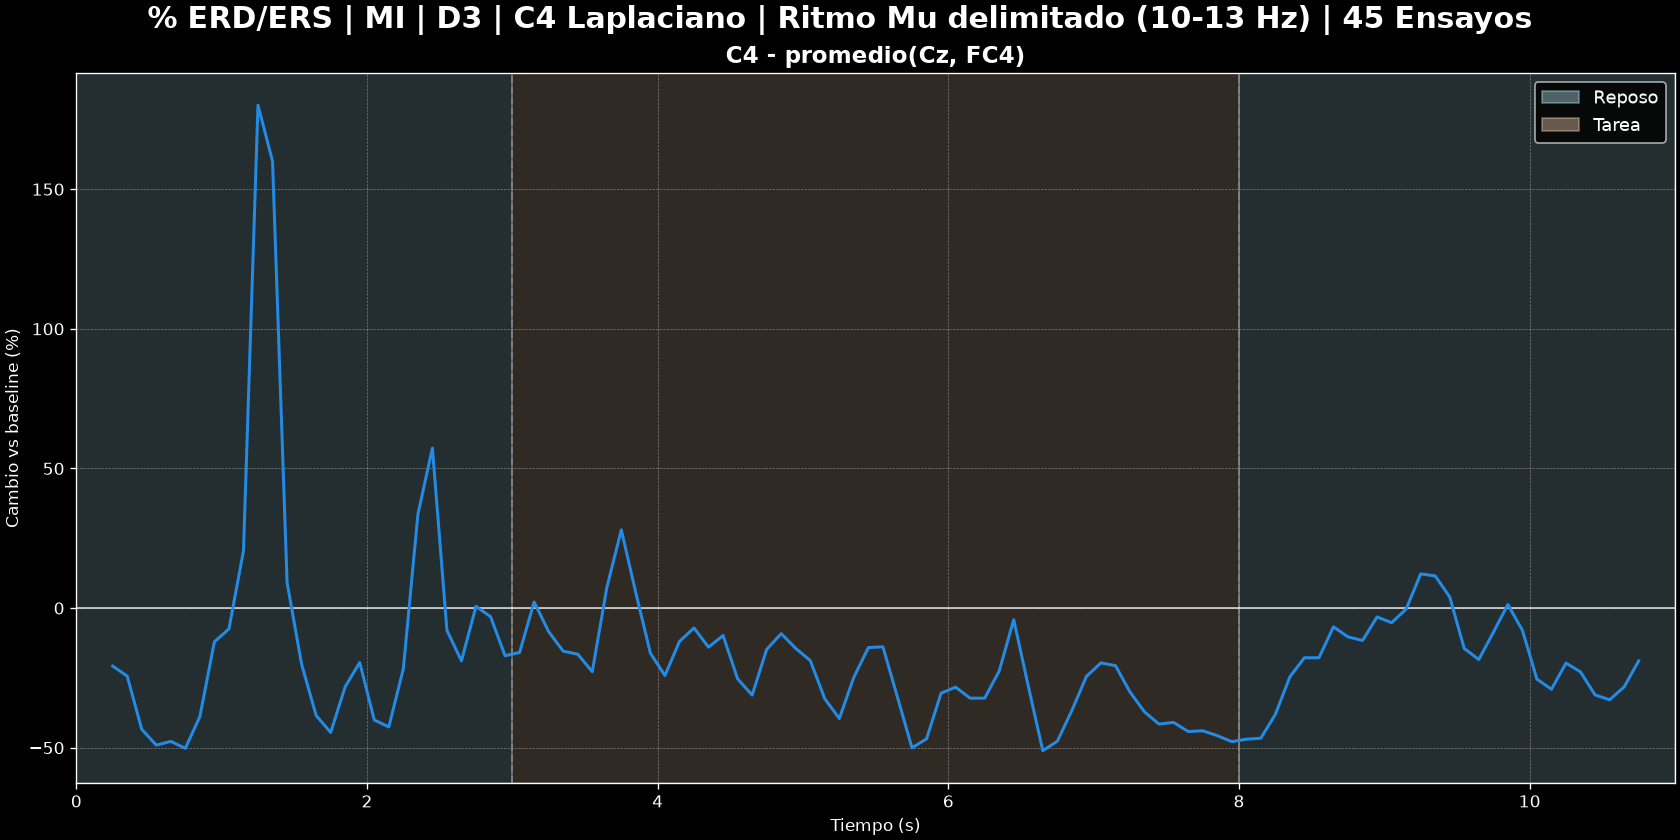 % ERD/ERS | MI | D3 | C4 Laplaciano | Ritmo Mu delimitado (10-13 Hz) | 45 Ensayos
C4 - promedio(Cz, FC4)
Reposo
Tarea
Cambio vs baseline (%)
150
100
50
0
−50
0
2
4
6
8
10
Tiempo (s)